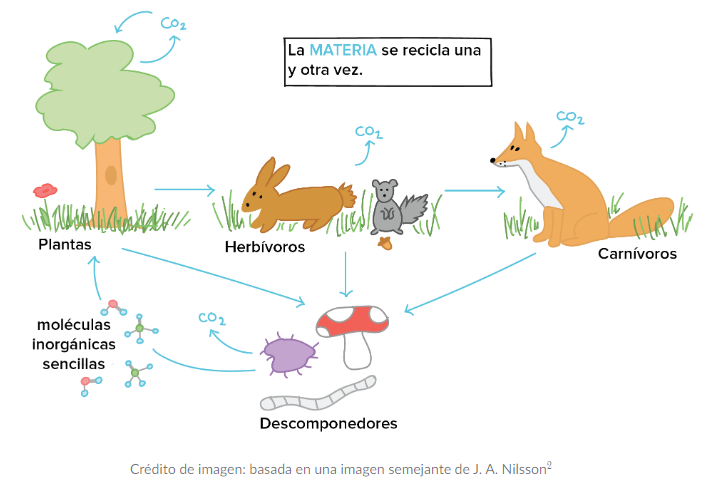 CO₂
La MATERIA se recicla una
y otra vez.
CO₂
CO₂
Plantas
Herbívoros
Carnívoros
moléculas
inorgánicas
sencillas
CO₂
Descomponedores
Crédito de imagen: basada en una imagen semejante de J. A. Nilsson²